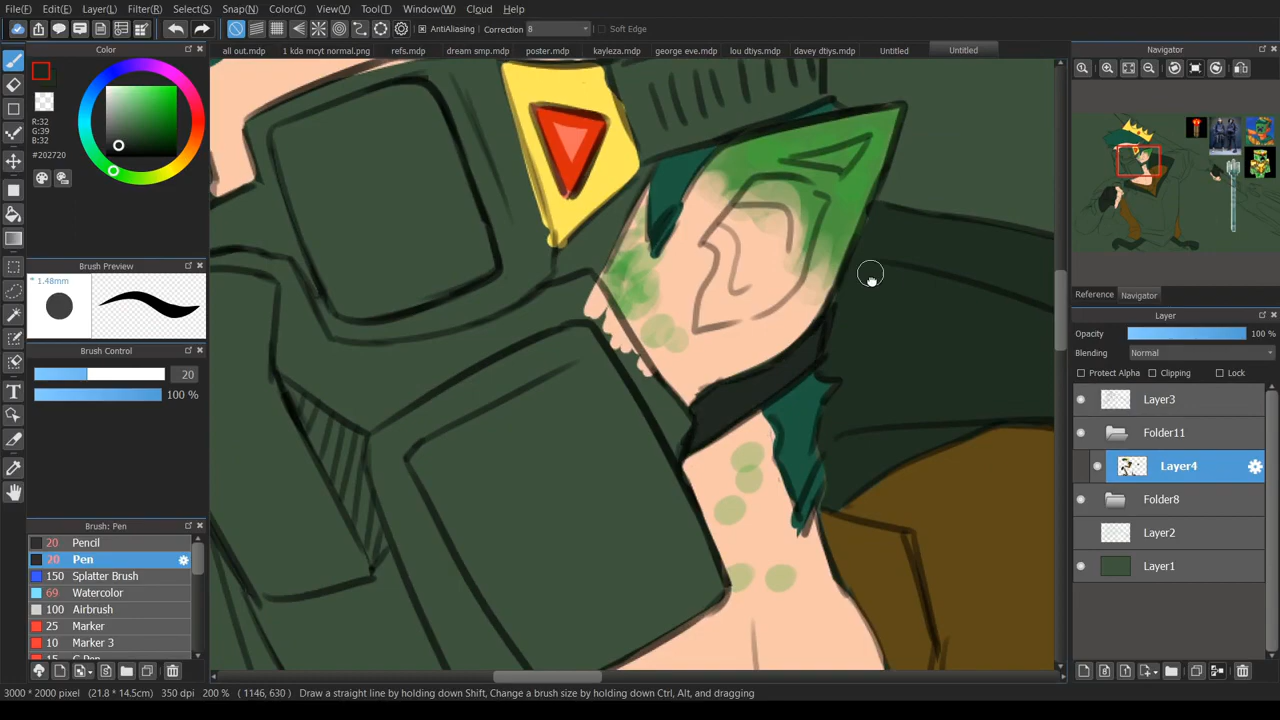 File(F) Edit(E) Layer(L) Filter(R) Select(S) Snap(N) Color(C) View(V) Tool(T) Window(W) Cloud Help
AntiAliasing Correction 8 Soft Edge
Color
all out.mdp 1 kda mcyt normal.png refs.mdp dream smp.mdp poster.mdp kayleza.mdp george eve.mdp lou dtiys.mdp davey dtiys.mdp Untitled Untitled
Navigator
R:32
G:39
B:32
#202720
Brush Preview
* 1.48mm
Reference Navigator
Layer
Opacity 100 %
Brush Control
Blending Normal
20
Protect Alpha Clipping Lock
100 %
Layer3
Folder11
Layer4
Folder8
Brush: Pen
Layer2
20 Pencil
20 Pen
Layer1
150 Splatter Brush
69 Watercolor
100 Airbrush
25 Marker
10 Marker 3
3000 * 2000 pixel (21.8 * 14.5cm) 350 dpi 200 % ( 1146, 630 ) Draw a straight line by holding down Shift, Change a brush size by holding down Ctrl, Alt, and dragging